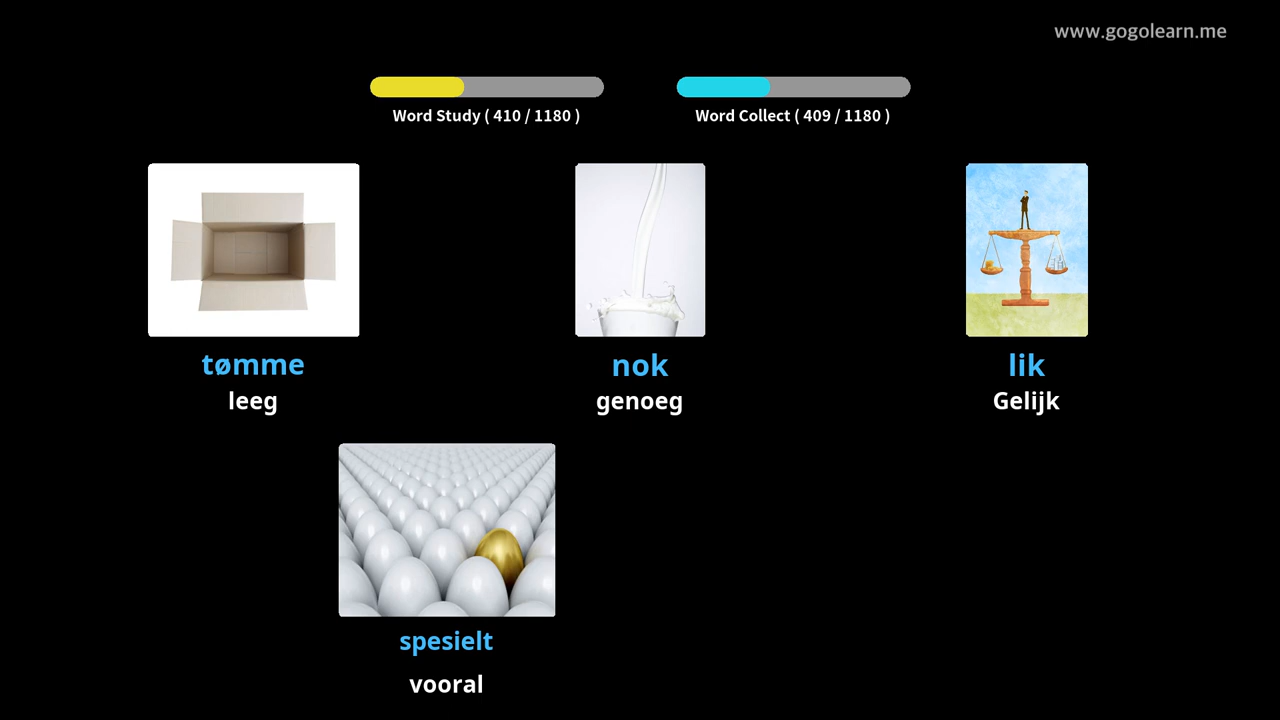 www.gogolearn.me
Word Study ( 410 / 1180 )
Word Collect ( 409 / 1180 )
tømme
leeg
nok
genoeg
lik
Gelijk
spesielt
vooral